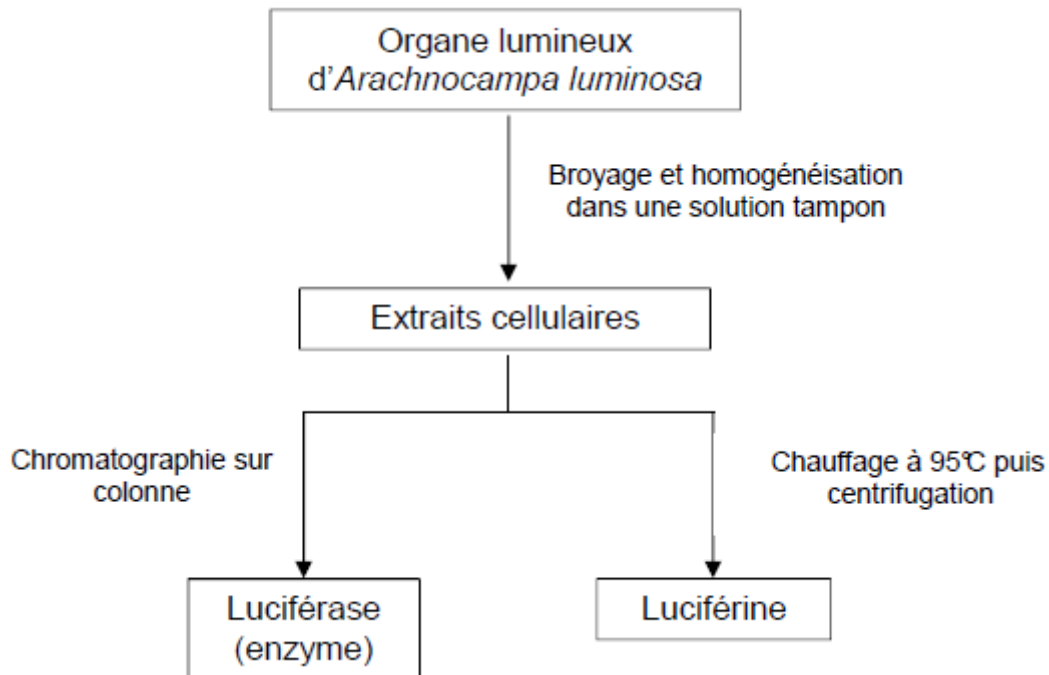 Organe lumineux
d'Arachnocampa luminosa
Broyage et homogénéisation
dans une solution tampon
Extraits cellulaires
Chromatographie sur
colonne
Chauffage à 95°C puis
centrifugation
Luciférase
(enzyme)
Luciférine